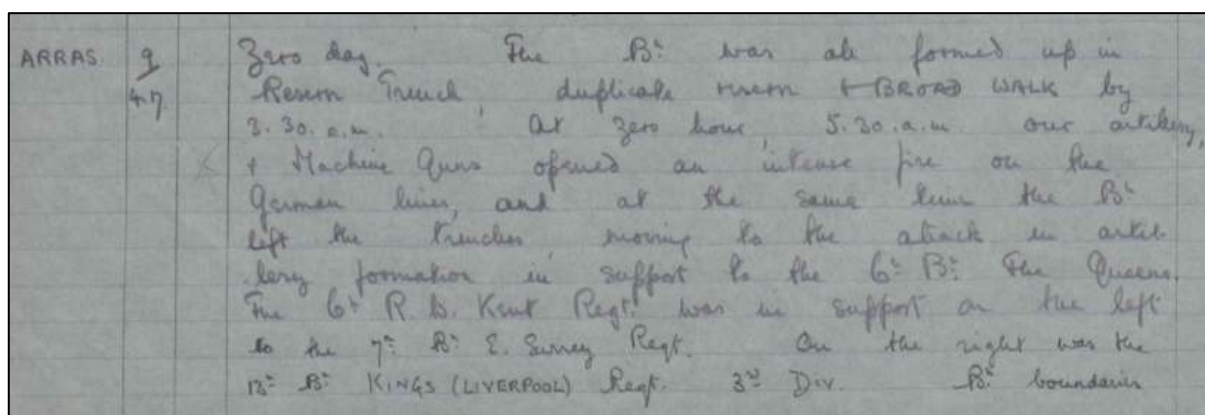 ARRAS. 9 Zero day. The Bn: was all formed up in
4.17. Reserve Trench, duplicate reserve + BROAD WALK by
3.30. a.m. At zero hour, 5.30. a.m. our artillery,
+ Machine Guns opened an intense fire on the
German lines, and at the same time the Bn:
left the trenches moving to the attack in artil-
lery formation in support to the 6th: Bn: The Queens.
The 6th R. W. Kent Regt. was in support on the left
to the 7th: Bn: E. Surrey Regt. On the right was the
13th: Bn: KINGS (LIVERPOOL) Regt. 3rd Div. Bn: boundaries